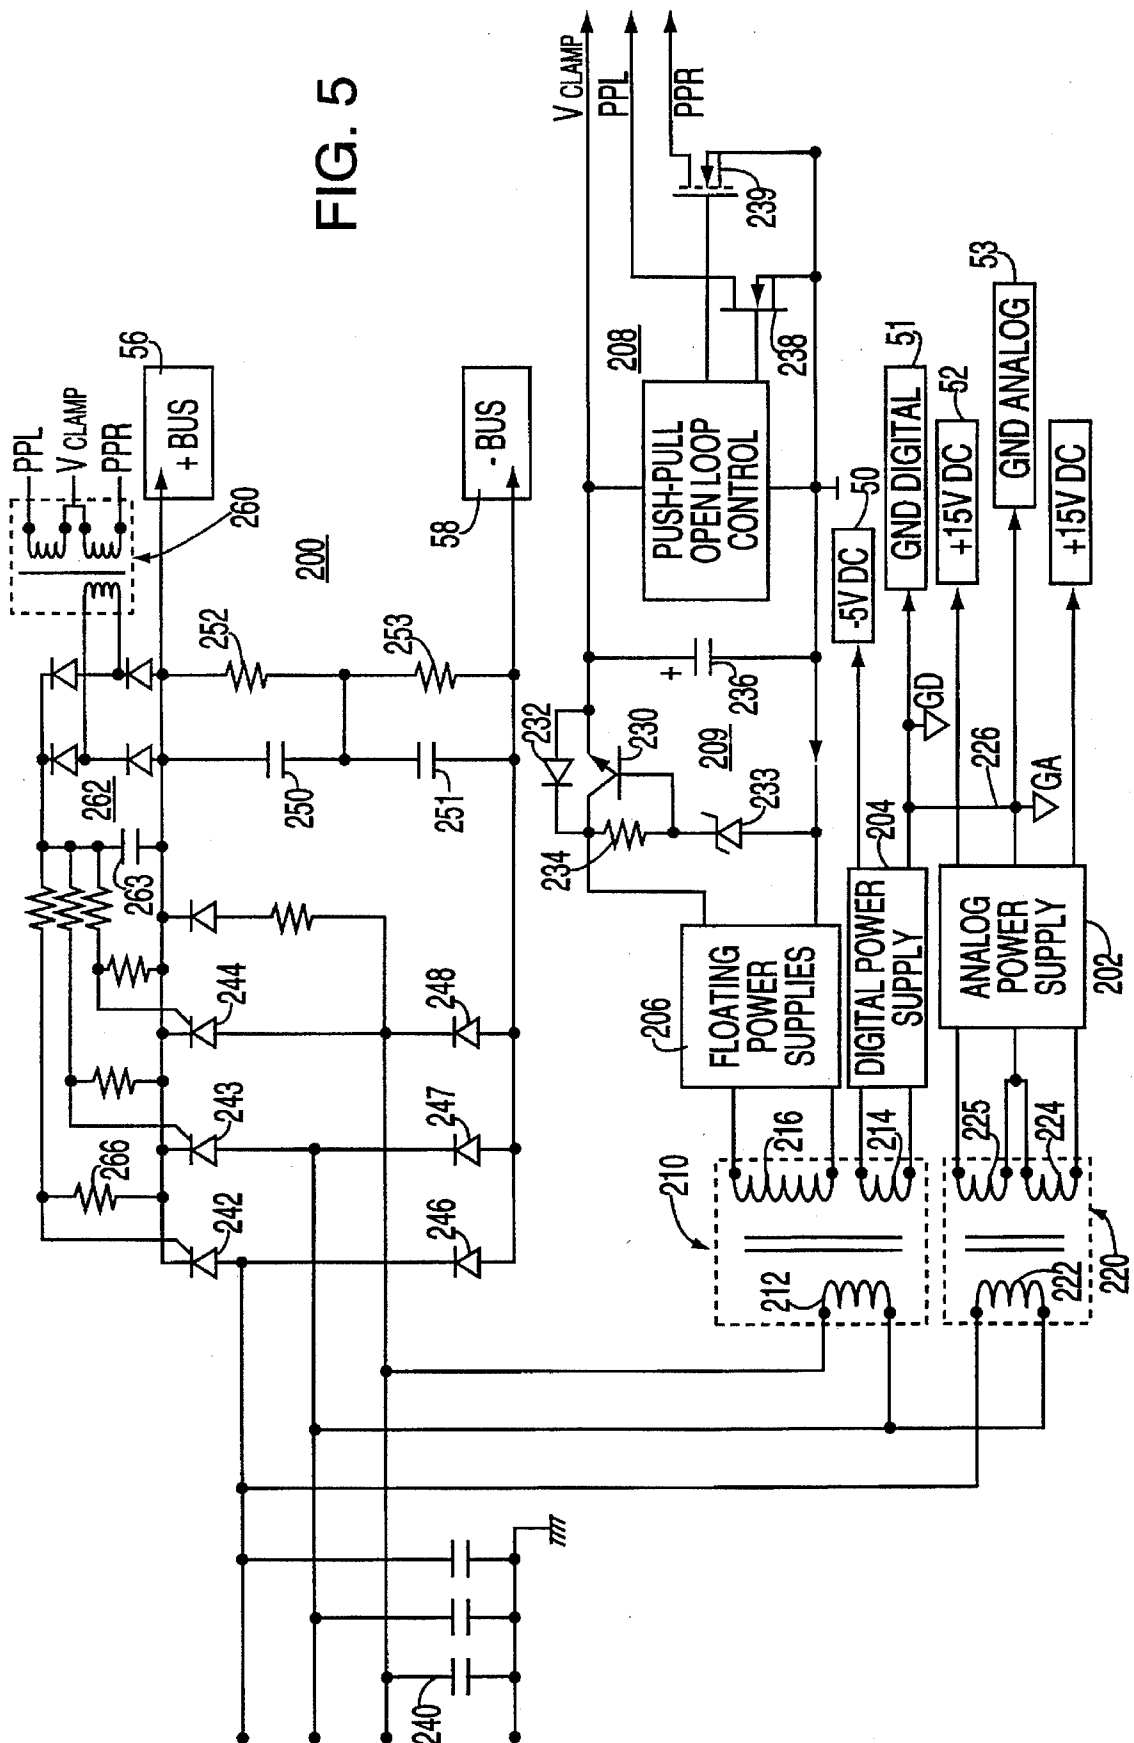 FIG. 5
PPL
V CLAMP
PPR
260
+ BUS
56
- BUS
58
200
252
253
250
251
262
263
244
248
243
247
266
242
246
240
V CLAMP
PPL
PPR
239
238
208
PUSH-PULL
OPEN LOOP
CONTROL
236
+
209
232
230
234
233
206
FLOATING
POWER
SUPPLIES
-5V DC
50
GND DIGITAL
51
+15V DC
52
GND ANALOG
53
+15V DC
GD
226
GA
204
DIGITAL POWER
SUPPLY
ANALOG
POWER
SUPPLY
202
210
216
214
212
225
224
222
220